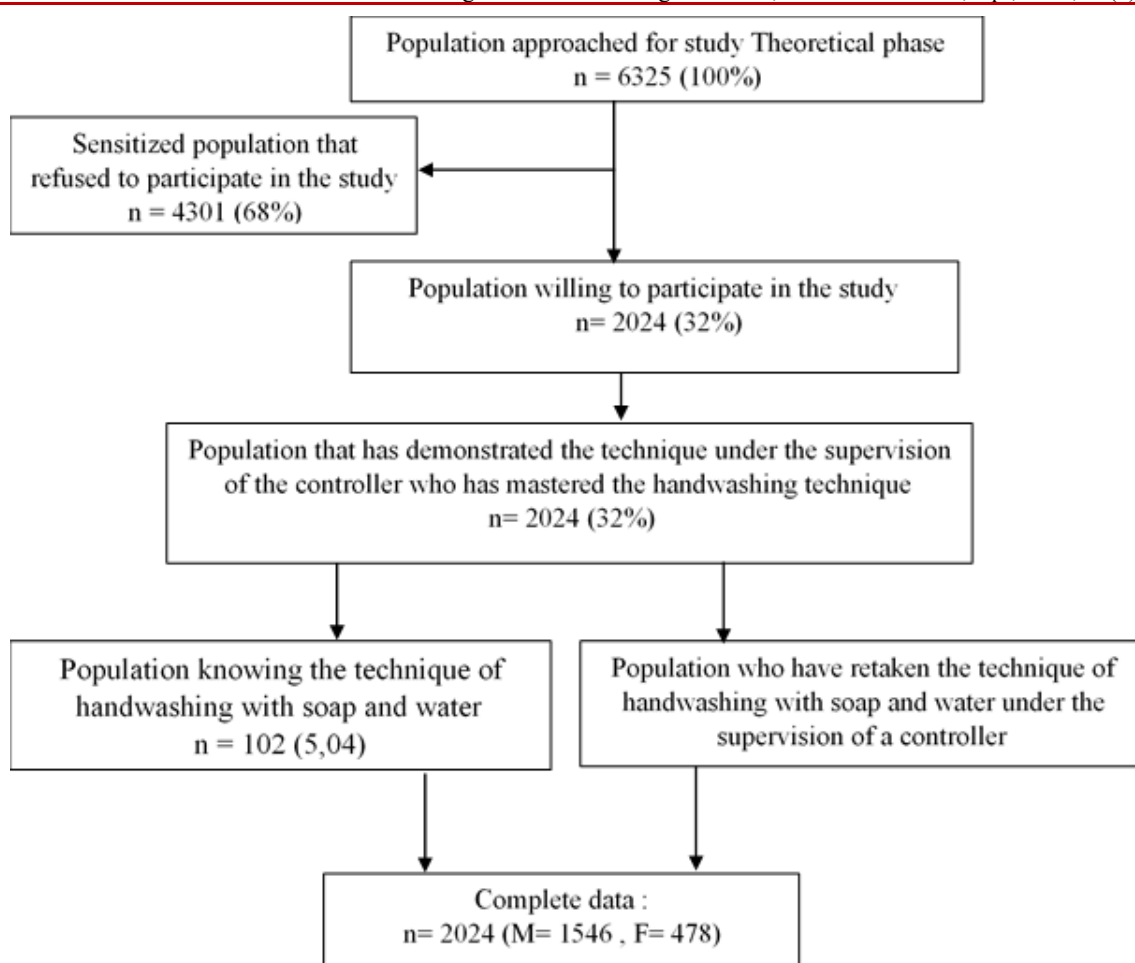 Population approached for study Theoretical phase
n = 6325 (100%)
Sensitized population that
refused to participate in the study
n = 4301 (68%)
Population willing to participate in the study
n= 2024 (32%)
Population that has demonstrated the technique under the supervision
of the controller who has mastered the handwashing technique
n= 2024 (32%)
Population knowing the technique of
handwashing with soap and water
n = 102 (5,04)
Population who have retaken the technique of
handwashing with soap and water under the
supervision of a controller
Complete data :
n= 2024 (M= 1546 , F= 478)